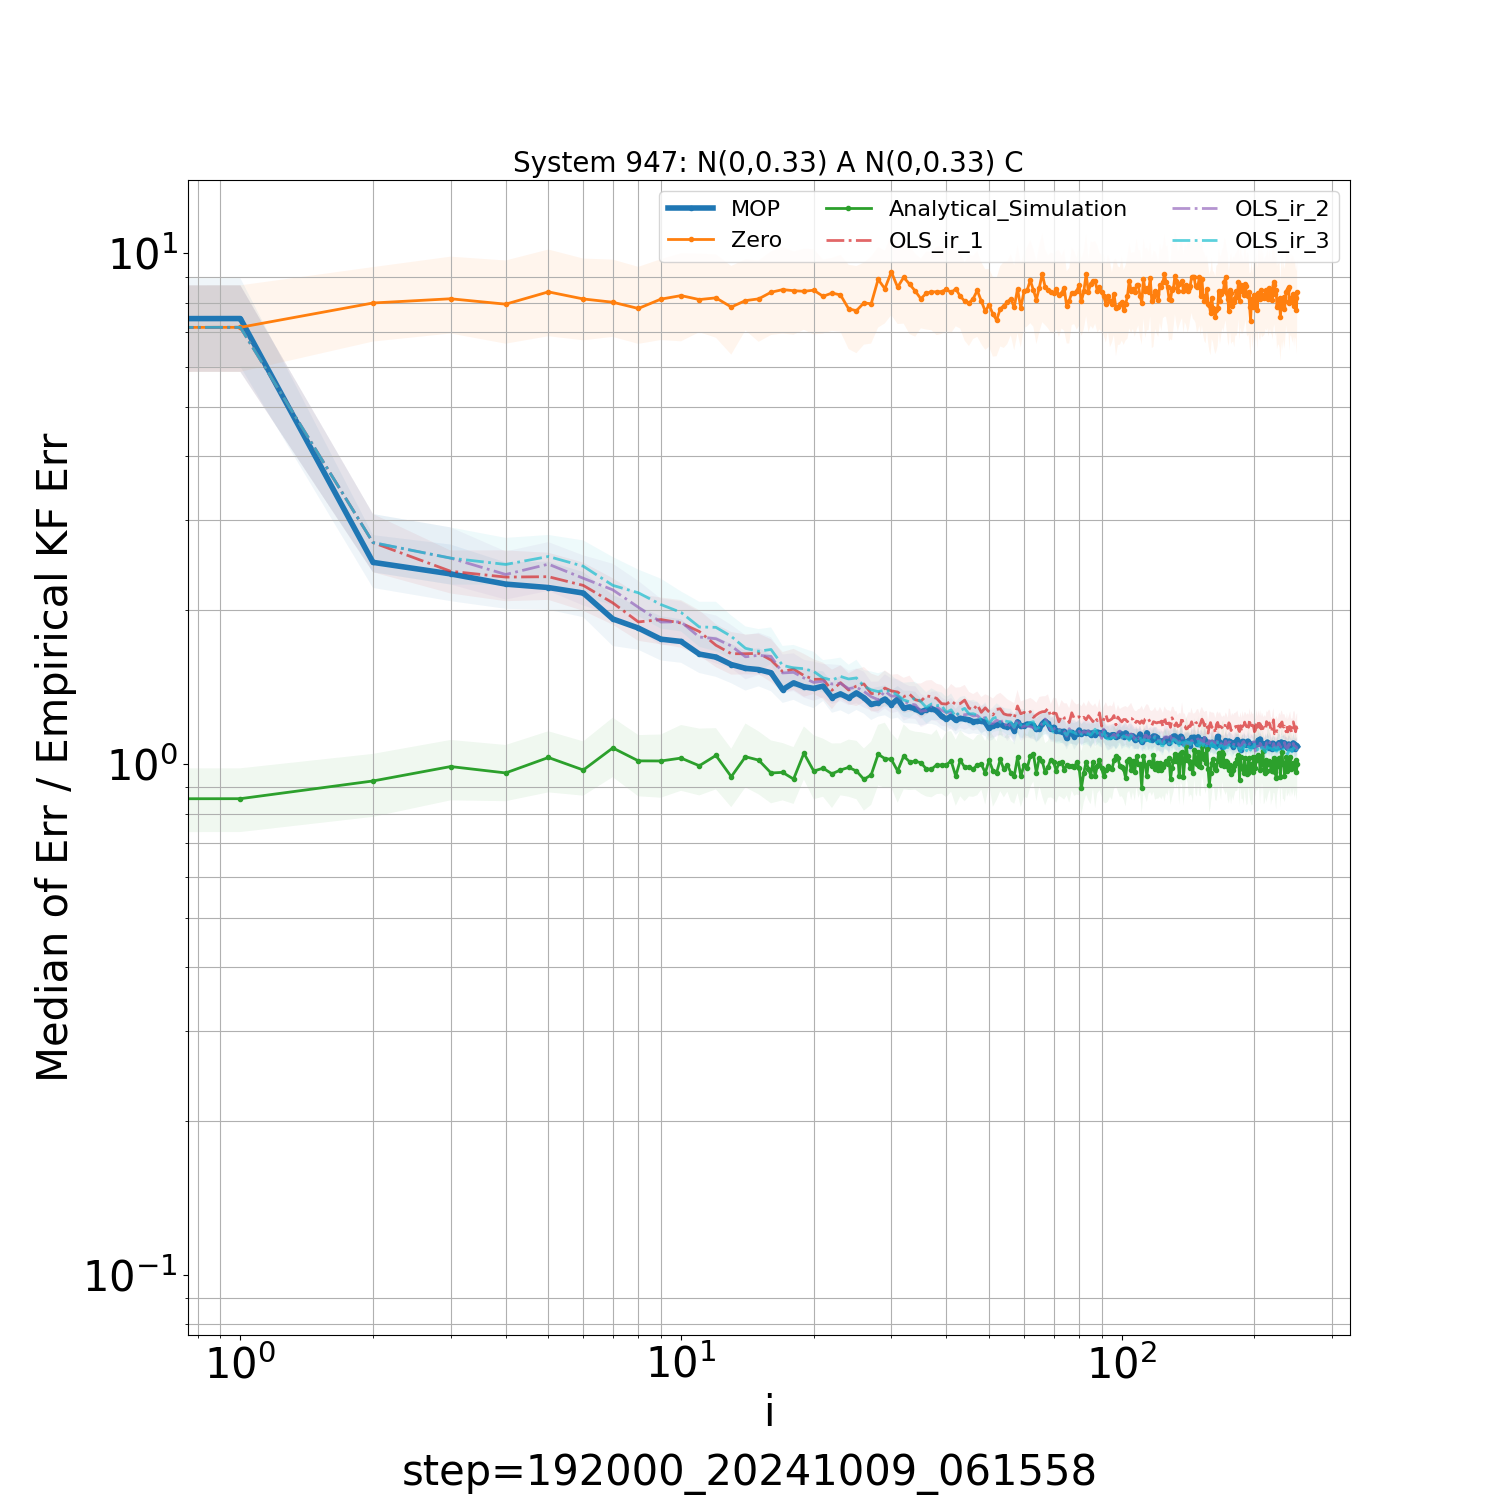 System 947: N(0,0.33) A N(0,0.33) C
MOP
Zero
Analytical_Simulation
OLS_ir_1
OLS_ir_2
OLS_ir_3
Median of Err / Empirical KF Err
10¹
10⁰
10⁻¹
10⁰ 10¹ 10²
i
step=192000_20241009_061558